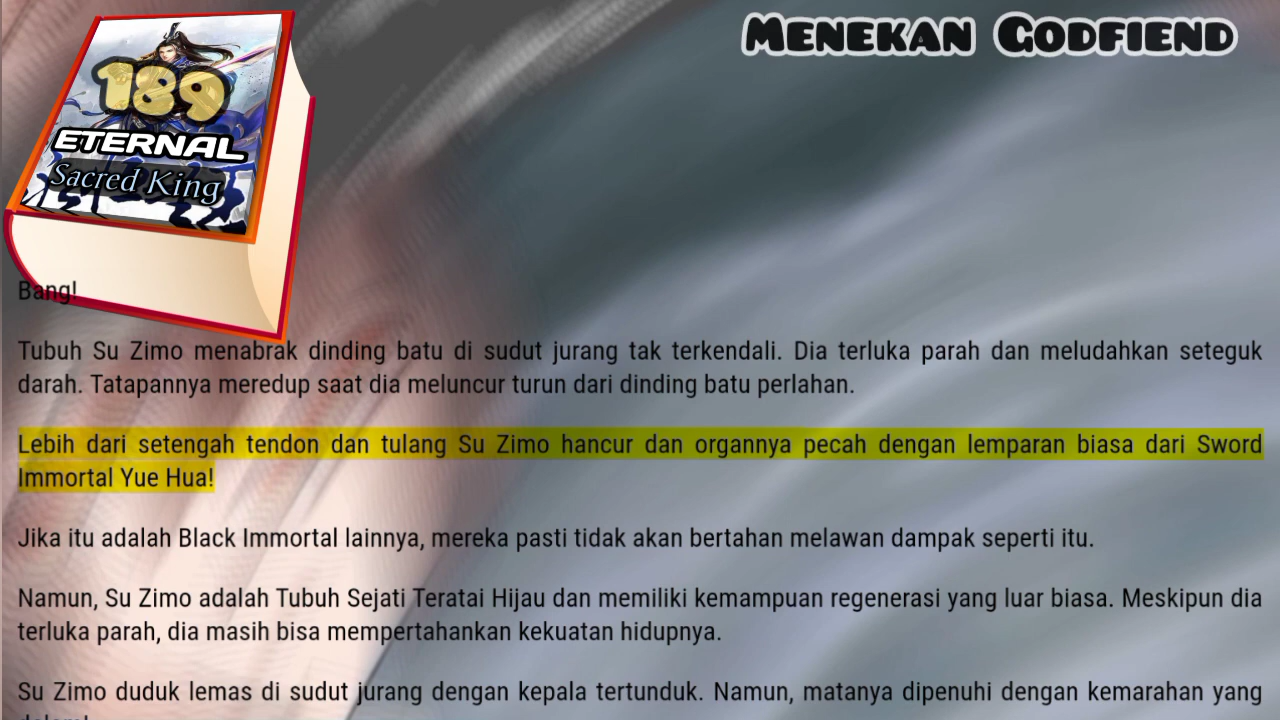 Menekan Godfiend
189
ETERNAL
Sacred King
Bang!
Tubuh Su Zimo menabrak dinding batu di sudut jurang tak terkendali. Dia terluka parah dan meludahkan seteguk
darah. Tatapannya meredup saat dia meluncur turun dari dinding batu perlahan.
Lebih dari setengah tendon dan tulang Su Zimo hancur dan organnya pecah dengan lemparan biasa dari Sword
Immortal Yue Hua!
Jika itu adalah Black Immortal lainnya, mereka pasti tidak akan bertahan melawan dampak seperti itu.
Namun, Su Zimo adalah Tubuh Sejati Teratai Hijau dan memiliki kemampuan regenerasi yang luar biasa. Meskipun dia
terluka parah, dia masih bisa mempertahankan kekuatan hidupnya.
Su Zimo duduk lemas di sudut jurang dengan kepala tertunduk. Namun, matanya dipenuhi dengan kemarahan yang